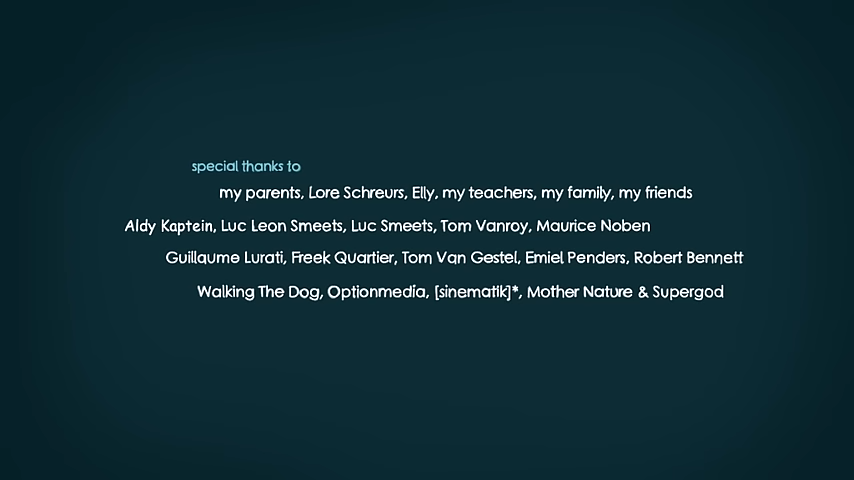 special thanks to
my parents, Lore Schreurs, Elly, my teachers, my family, my friends
Aldy Kaptein, Luc Leon Smeets, Luc Smeets, Tom Vanroy, Maurice Noben
Guillaume Lurati, Freek Quartier, Tom Van Gestel, Emiel Penders, Robert Bennett
Walking The Dog, Optionmedia, [sinematik]*, Mother Nature & Supergod